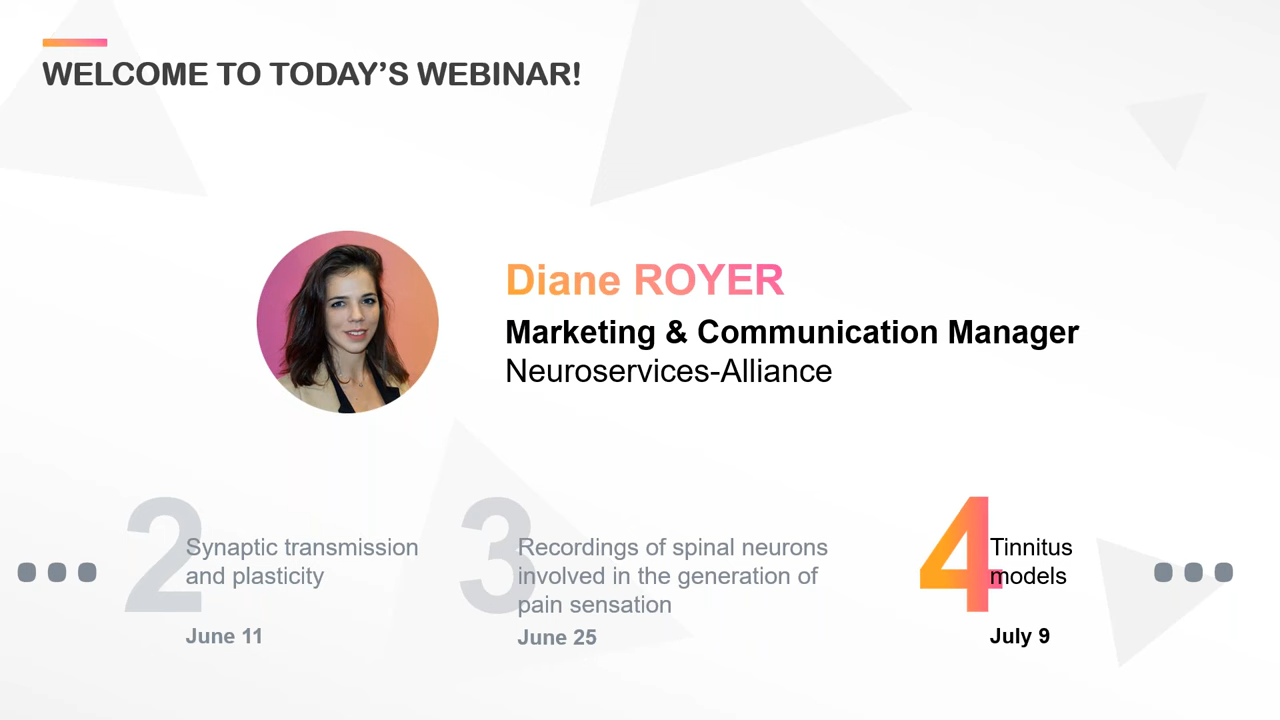 WELCOME TO TODAY’S WEBINAR!
Diane ROYER
Marketing & Communication Manager
Neuroservices-Alliance
2
Synaptic transmission
and plasticity
June 11
3
Recordings of spinal neurons
involved in the generation of
pain sensation
June 25
4
Tinnitus
models
July 9